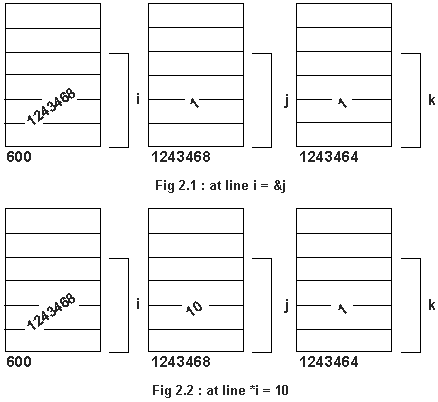 1243468 i 1 j 1 k
600 1243468 1243464
Fig 2.1 : at line i = &j
1243468 i 10 j 1 k
600 1243468 1243464
Fig 2.2 : at line *i = 10